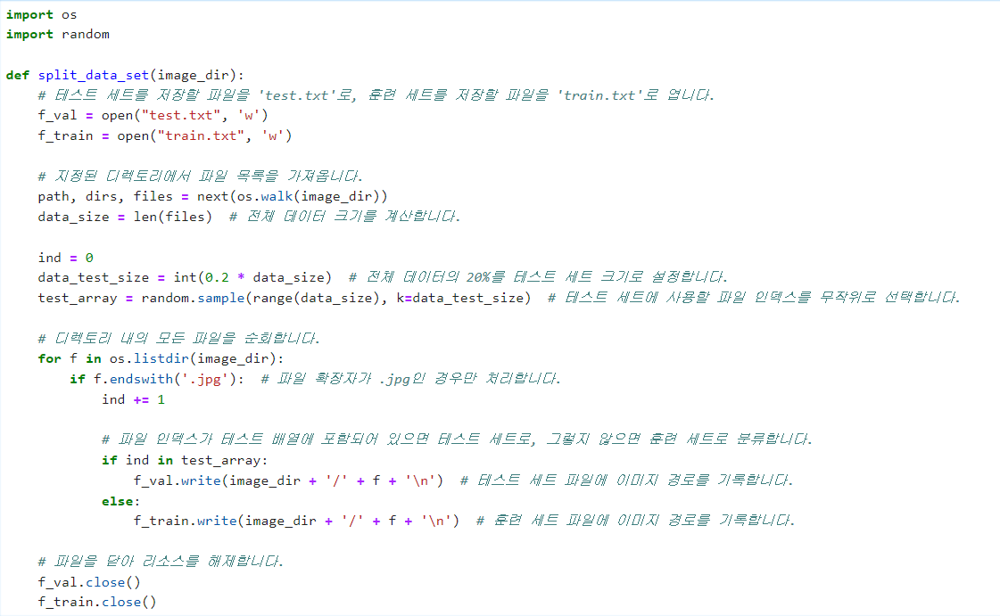 import os
import random
def split_data_set(image_dir):
# 테스트 세트를 저장할 파일을 'test.txt'로, 훈련 세트를 저장할 파일을 'train.txt'로 엽니다.
f_val = open("test.txt", 'w')
f_train = open("train.txt", 'w')
# 지정된 디렉토리에서 파일 목록을 가져옵니다.
path, dirs, files = next(os.walk(image_dir))
data_size = len(files)  # 전체 데이터 크기를 계산합니다.
ind = 0
data_test_size = int(0.2 * data_size)  # 전체 데이터의 20%를 테스트 세트 크기로 설정합니다.
test_array = random.sample(range(data_size), k=data_test_size)  # 테스트 세트에 사용할 파일 인덱스를 무작위로 선택합니다.
# 디렉토리 내의 모든 파일을 순회합니다.
for f in os.listdir(image_dir):
if f.endswith('.jpg'):  # 파일 확장자가 .jpg인 경우만 처리합니다.
ind += 1
# 파일 인덱스가 테스트 배열에 포함되어 있으면 테스트 세트로, 그렇지 않으면 훈련 세트로 분류합니다.
if ind in test_array:
f_val.write(image_dir + '/' + f + '\n')  # 테스트 세트 파일에 이미지 경로를 기록합니다.
else:
f_train.write(image_dir + '/' + f + '\n')  # 훈련 세트 파일에 이미지 경로를 기록합니다.
# 파일을 닫아 리소스를 해제합니다.
f_val.close()
f_train.close()